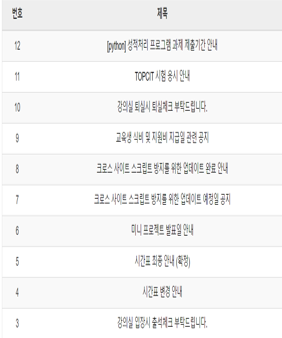 번호 제목
12 [python] 성적처리 프로그램 과제 제출기간 안내
11 TOPCIT 시험 응시 안내
10 강의실 퇴실시 퇴실체크 부탁드립니다.
9 교육생 식비 및 지원비 지급일 관련 공지
8 크로스 사이트 스크립트 방지를 위한 업데이트 완료 안내
7 크로스 사이트 스크립트 방지를 위한 업데이트 예정일 공지
6 미니 프로젝트 발표일 안내
5 시간표 최종 안내 (확정)
4 시간표 변경 안내
3 강의실 입장시 출석체크 부탁드립니다.